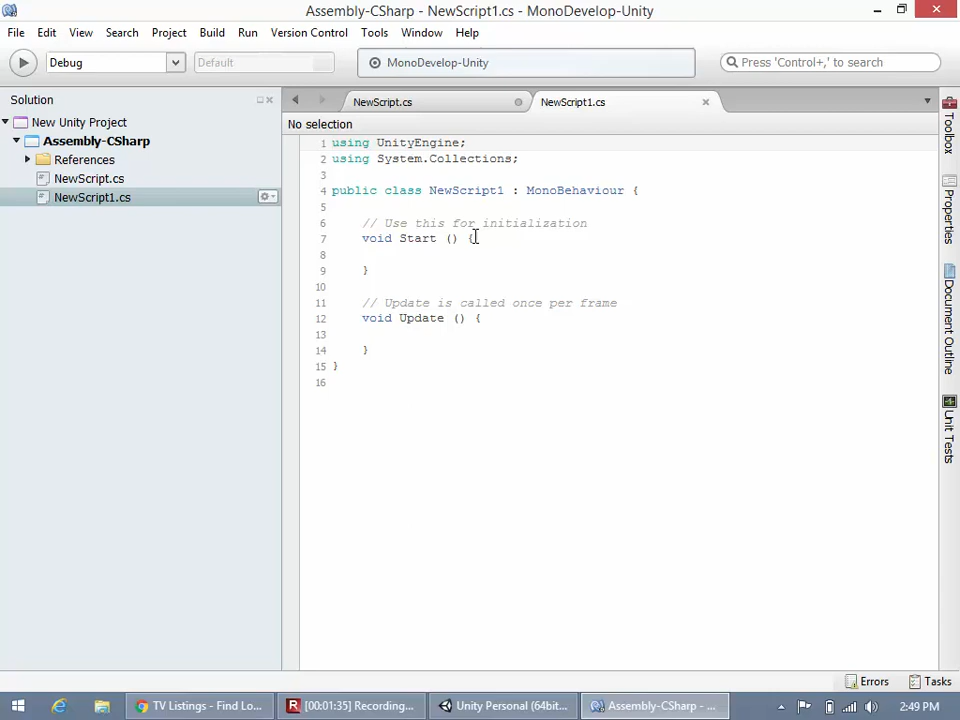 Assembly-CSharp - NewScript1.cs - MonoDevelop-Unity
File Edit View Search Project Build Run Version Control Tools Window Help
Debug Default MonoDevelop-Unity Press 'Control+,' to search
Solution
New Unity Project
Assembly-CSharp
References
NewScript.cs
NewScript1.cs
NewScript.cs NewScript1.cs
No selection
1 using UnityEngine;
2 using System.Collections;
3
4 public class NewScript1 : MonoBehaviour {
5
6 // Use this for initialization
7 void Start () {
8
9 }
10
11 // Update is called once per frame
12 void Update () {
13
14 }
15 }
16
Toolbox
Properties
Document Outline
Unit Tests
Errors Tasks
TV Listings - Find Lo... R [00:01:35] Recording... Unity Personal (64bit... Assembly-CSharp - ... 2:49 PM